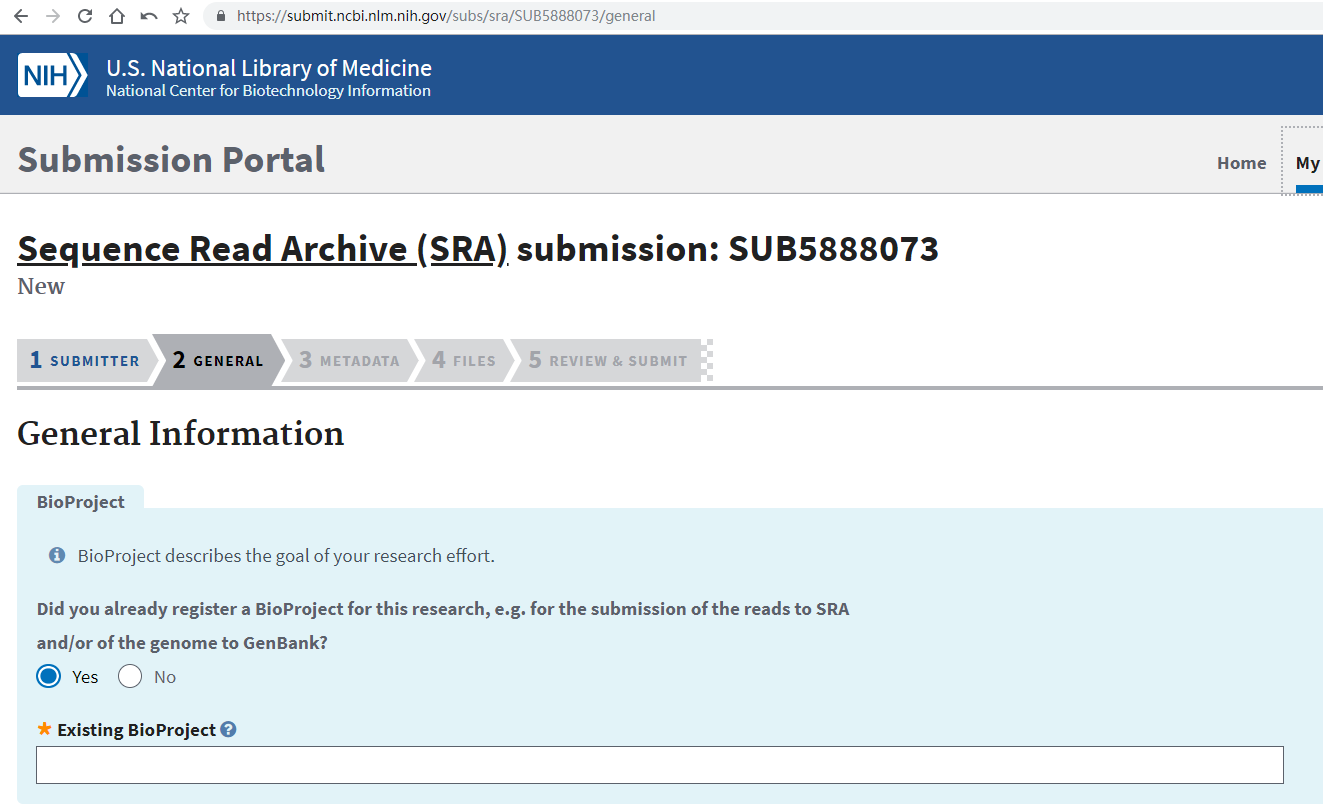 https://submit.ncbi.nlm.nih.gov/subs/sra/SUB5888073/general
NIH
U.S. National Library of Medicine
National Center for Biotechnology Information
Submission Portal
Home
My
Sequence Read Archive (SRA) submission: SUB5888073
New
1 SUBMITTER 2 GENERAL 3 METADATA 4 FILES 5 REVIEW & SUBMIT
General Information
BioProject
BioProject describes the goal of your research effort.
Did you already register a BioProject for this research, e.g. for the submission of the reads to SRA
and/or of the genome to GenBank?
Yes No
* Existing BioProject ?